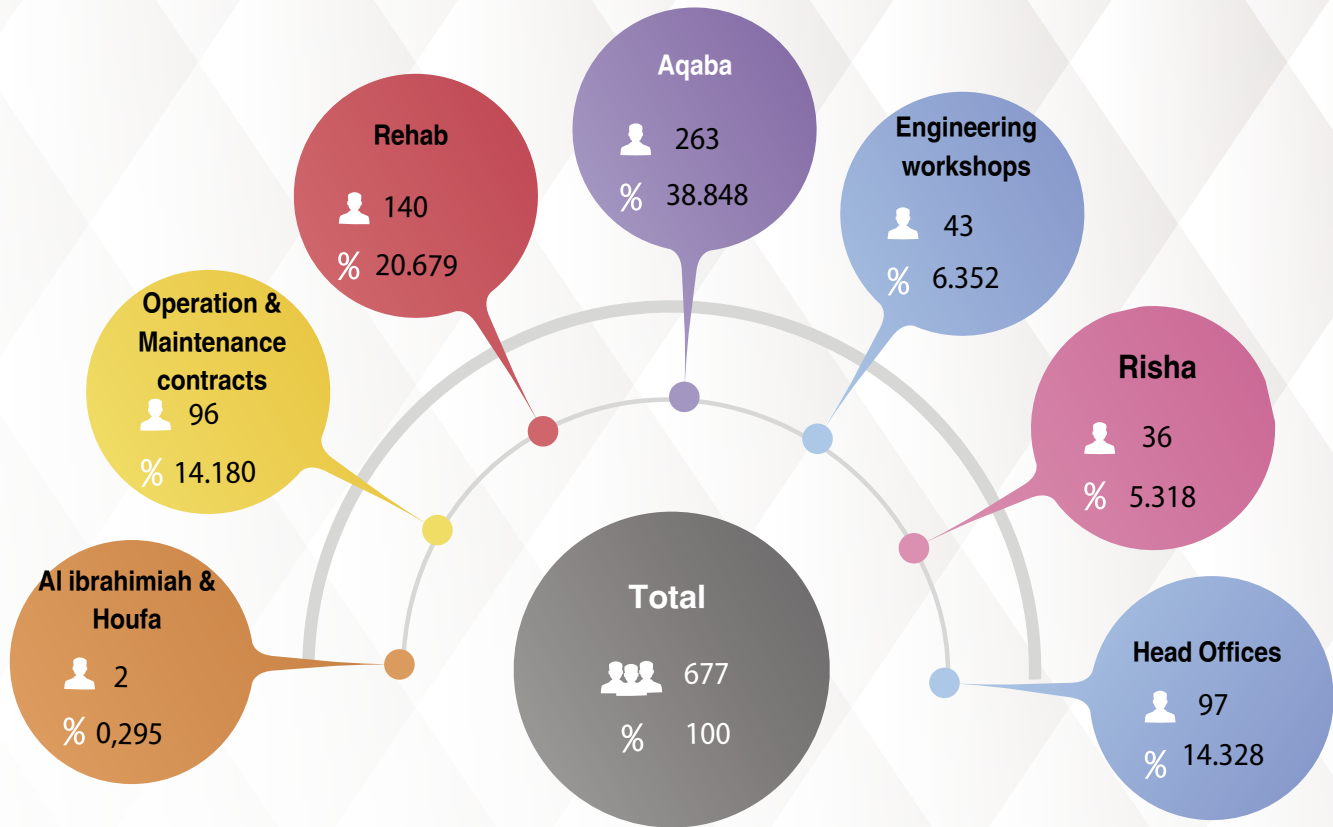 Al ibrahimiah &
Houfa
2
% 0,295
Operation &
Maintenance
contracts
96
% 14.180
Rehab
140
% 20.679
Aqaba
263
% 38.848
Engineering
workshops
43
% 6.352
Risha
36
% 5.318
Head Offices
97
% 14.328
Total
677
% 100